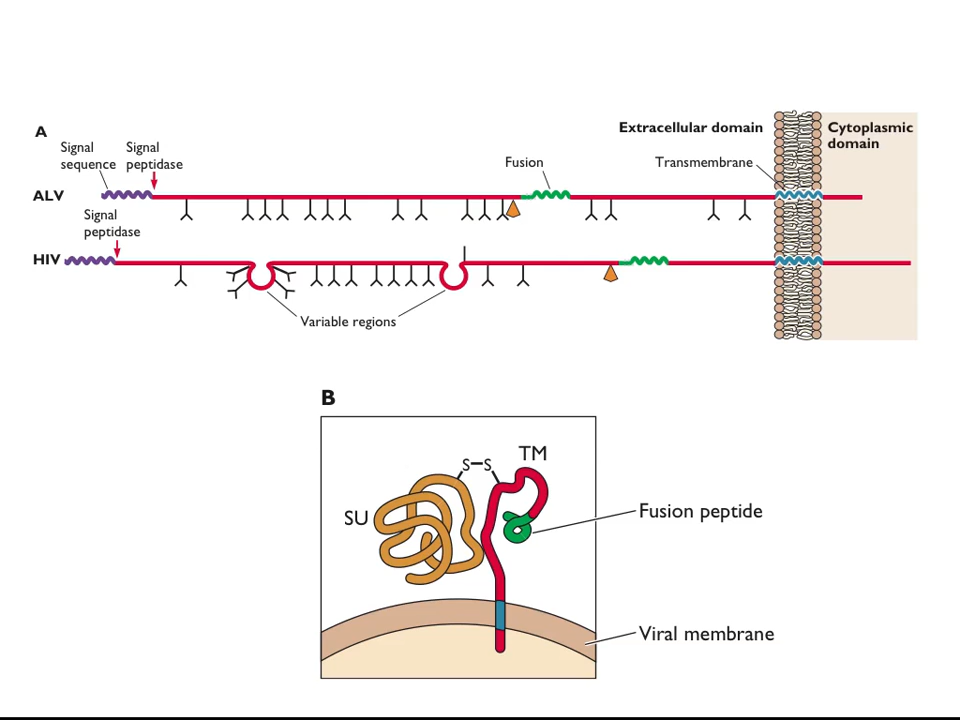 A
Extracellular domain
Cytoplasmic
domain
Signal
sequence
Signal
peptidase
Fusion
Transmembrane
ALV
Signal
peptidase
HIV
Variable regions
B
S–S
TM
SU
Fusion peptide
Viral membrane